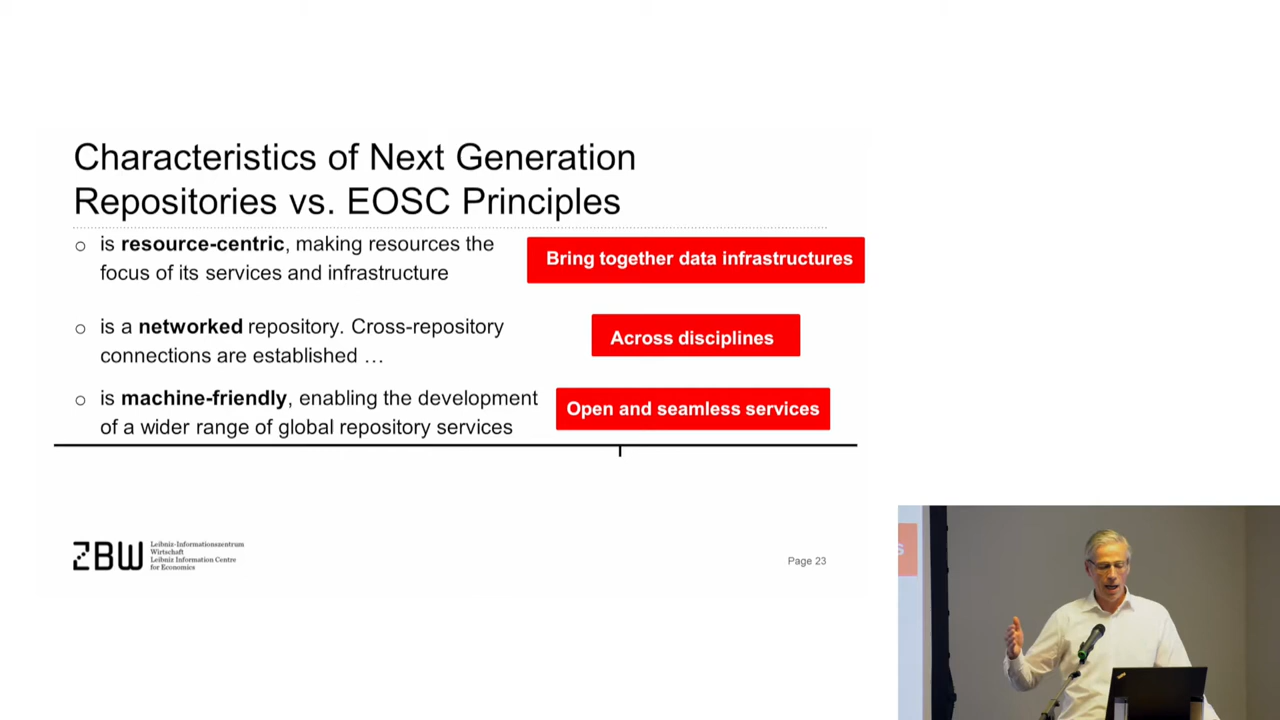 Characteristics of Next Generation
Repositories vs. EOSC Principles
o is resource-centric, making resources the
focus of its services and infrastructure
Bring together data infrastructures
o is a networked repository. Cross-repository
connections are established …
Across disciplines
o is machine-friendly, enabling the development
of a wider range of global repository services
Open and seamless services
ZBW
Leibniz-Informationszentrum
Wirtschaft
Leibniz Information Centre
for Economics
Page 23
s